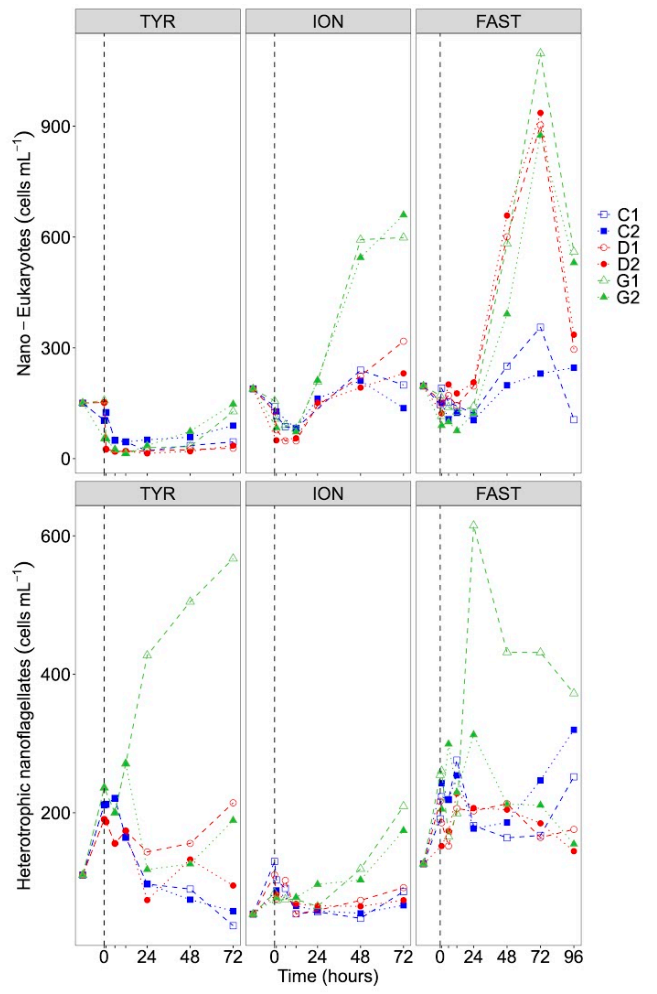 TYR ION FAST
Nano − Eukaryotes (cells mL⁻¹)
900
600
300
0
C1
C2
D1
D2
G1
G2
TYR ION FAST
Heterotrophic nanoflagellates (cells mL⁻¹)
600
400
200
0 24 48 72 0 24 48 72 0 24 48 72 96
Time (hours)